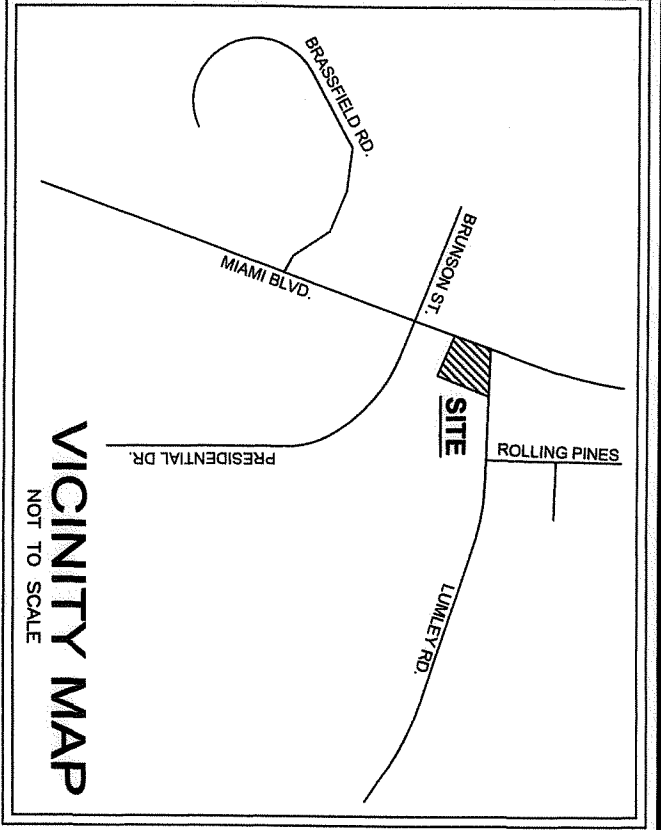 BRASSFIELD RD.
BRUNSON ST.
MIAMI BLVD.
SITE
ROLLING PINES
PRESIDENTIAL DR.
LUMLEY RD.
VICINITY MAP
NOT TO SCALE